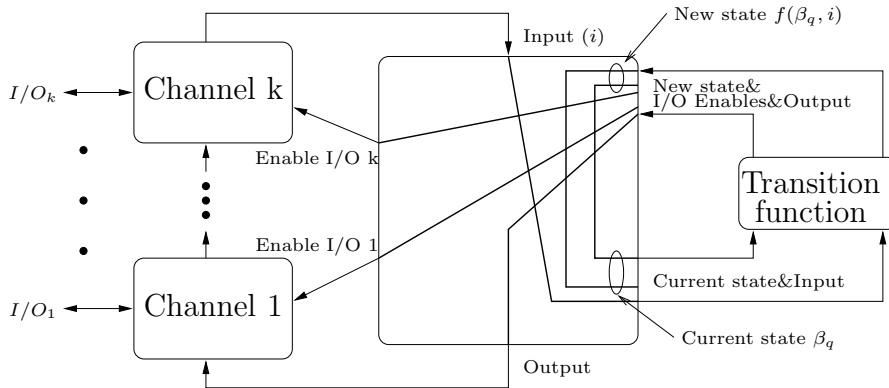 New state f(β_q, i)
Input (i)
Channel k
I/O_k
New state&
I/O Enables&Output
Enable I/O k
Transition
function
Enable I/O 1
Current state&Input
Channel 1
I/O_1
Current state β_q
Output